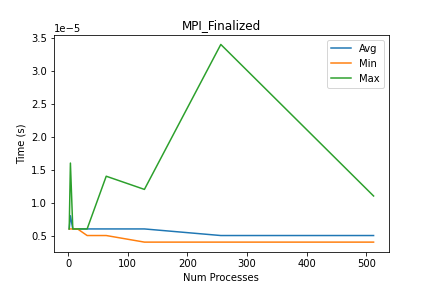 MPI_Finalized
1e−5
3.5
3.0
2.5
2.0
1.5
1.0
0.5
Time (s)
Avg
Min
Max
0 100 200 300 400 500
Num Processes